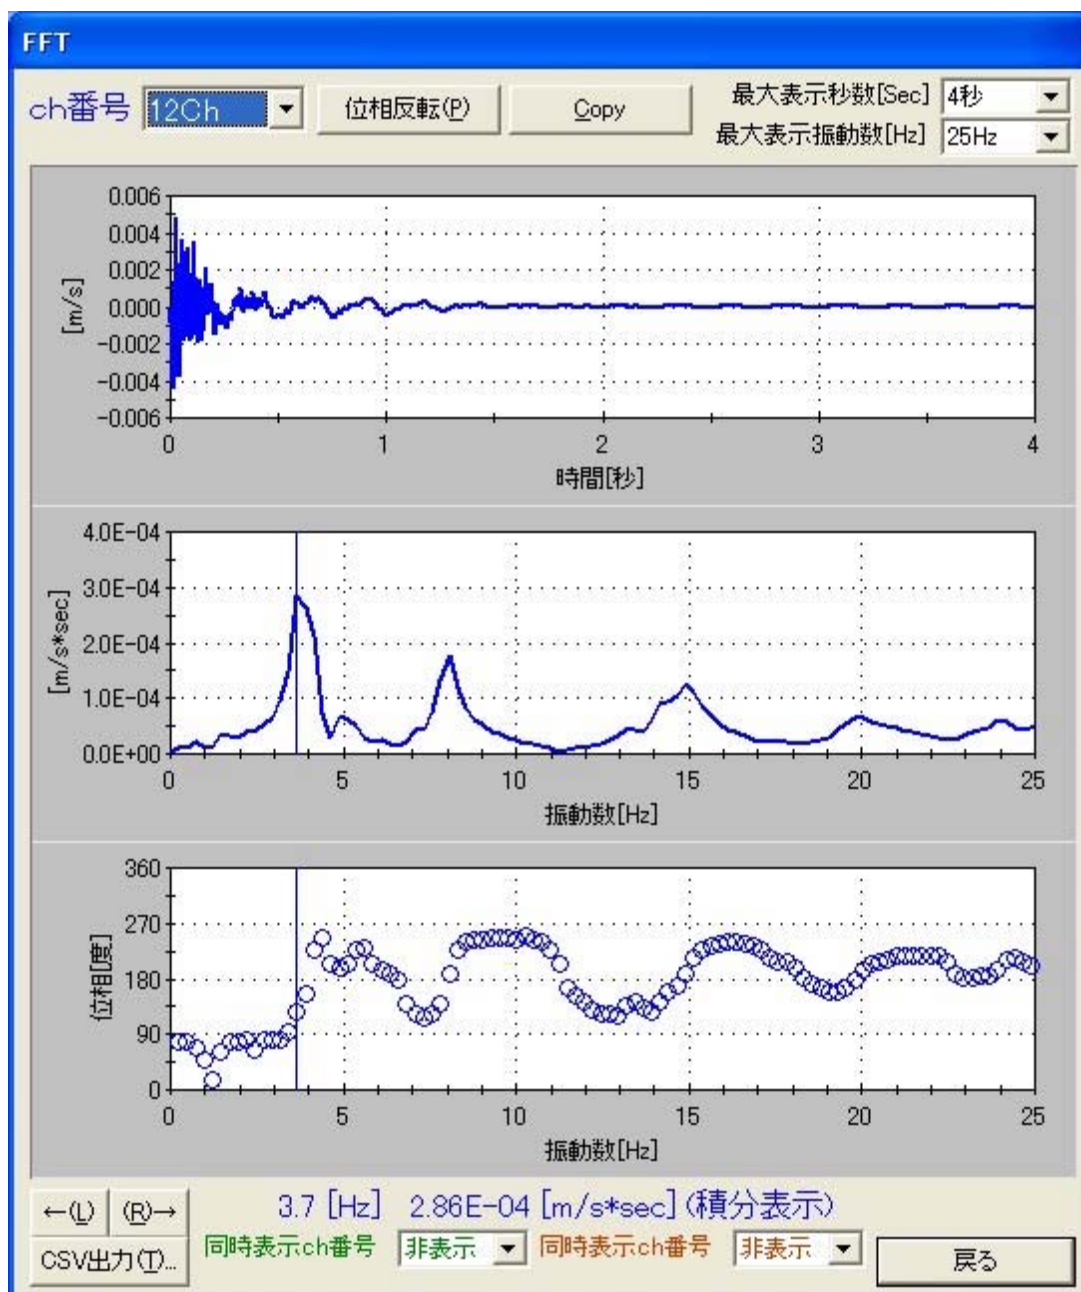 FFT
ch番号 12Ch 位相反転(P) Copy 最大表示秒数[Sec] 4秒
最大表示振動数[Hz] 25Hz
0.006
0.004
0.002
0.000
-0.002
-0.004
-0.006
[m/s]
0 1 2 3 4
時間[秒]
4.0E-04
3.0E-04
2.0E-04
1.0E-04
0.0E+00
[m/s*sec]
0 5 10 15 20 25
振動数[Hz]
360
270
180
90
0
位相[度]
0 5 10 15 20 25
振動数[Hz]
←(L) (R)→ 3.7 [Hz] 2.86E-04 [m/s*sec] (積分表示)
CSV出力(T)... 同時表示ch番号 非表示 同時表示ch番号 非表示 戻る